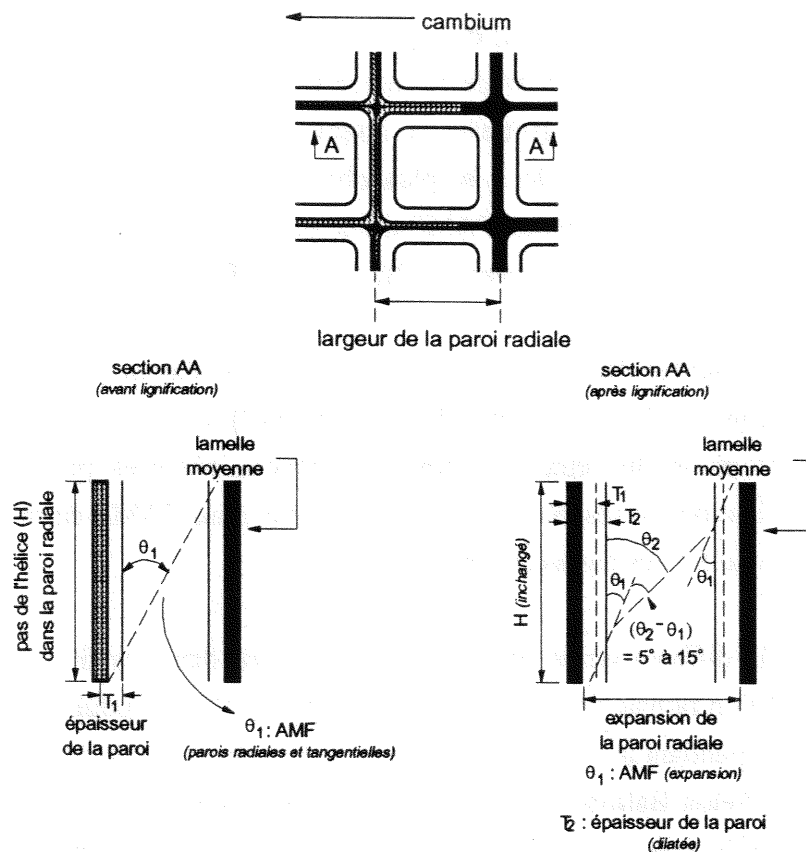 cambium
A
A
largeur de la paroi radiale
section AA
(avant lignification)
section AA
(après lignification)
lamelle
moyenne
pas de l'hélice (H)
dans la paroi radiale
θ1
T1
épaisseur
de la paroi
θ1 : AMF
(parois radiales et tangentielles)
lamelle
moyenne
T1
T2
H (inchangé)
θ2
θ1
θ1
(θ2-θ1)
= 5° à 15°
expansion de
la paroi radiale
θ1 : AMF (expansion)
T2 : épaisseur de la paroi
(dilatée)